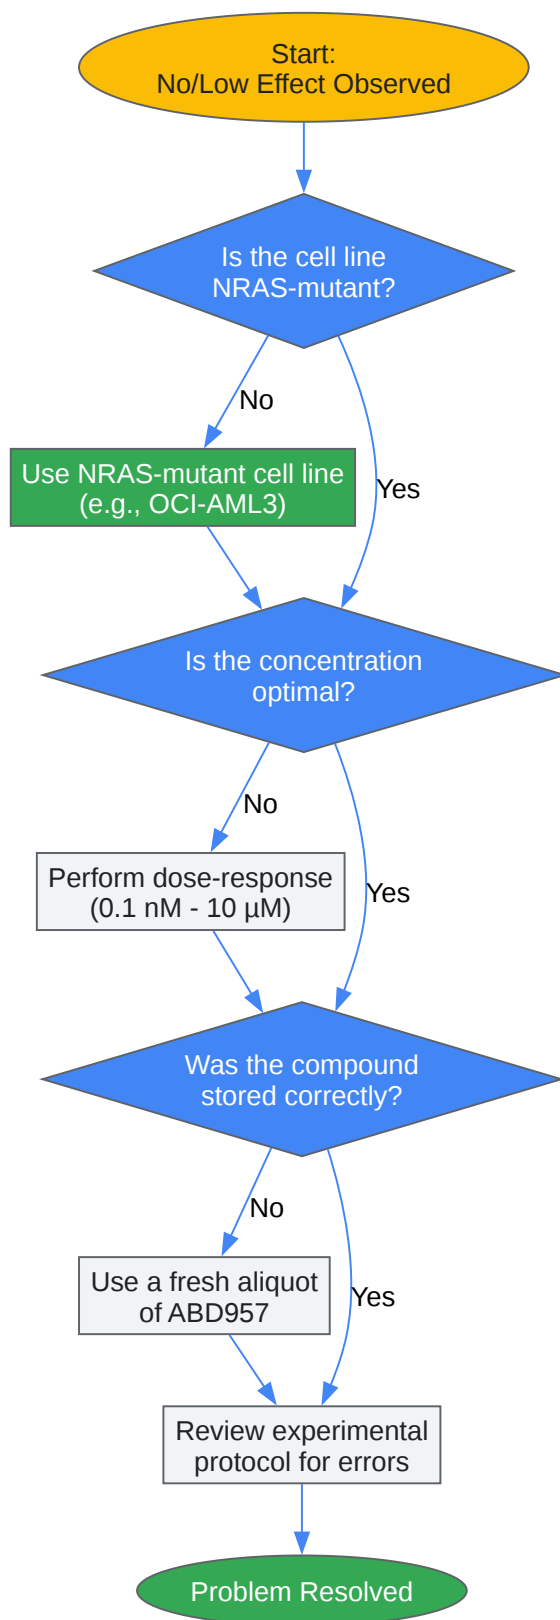 Start:
No/Low Effect Observed
Is the cell line
NRAS-mutant?
No
Use NRAS-mutant cell line
(e.g., OCI-AML3)
Yes
Is the concentration
optimal?
No
Perform dose-response
(0.1 nM - 10 µM)
Yes
Was the compound
stored correctly?
No
Use a fresh aliquot
of ABD957
Yes
Review experimental
protocol for errors
Problem Resolved